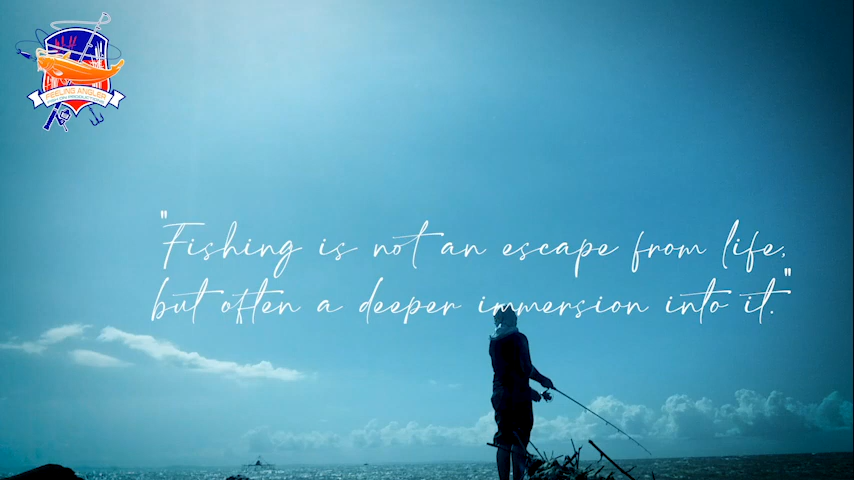 FEELING ANGLER
"Fishing is not an escape from life,
but often a deeper immersion into it."